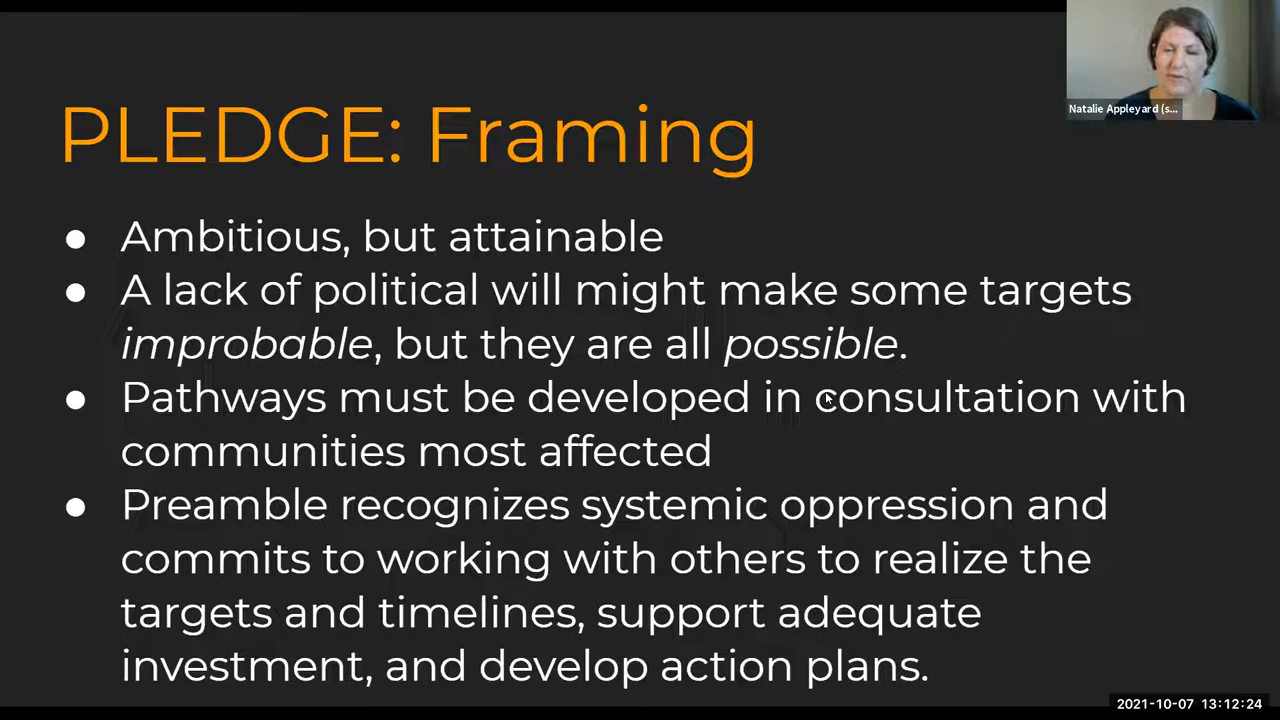 PLEDGE: Framing
Natalie Appleyard (s...
● Ambitious, but attainable
● A lack of political will might make some targets
improbable, but they are all possible.
● Pathways must be developed in consultation with
communities most affected
● Preamble recognizes systemic oppression and
commits to working with others to realize the
targets and timelines, support adequate
investment, and develop action plans.
2021-10-07 13:12:24